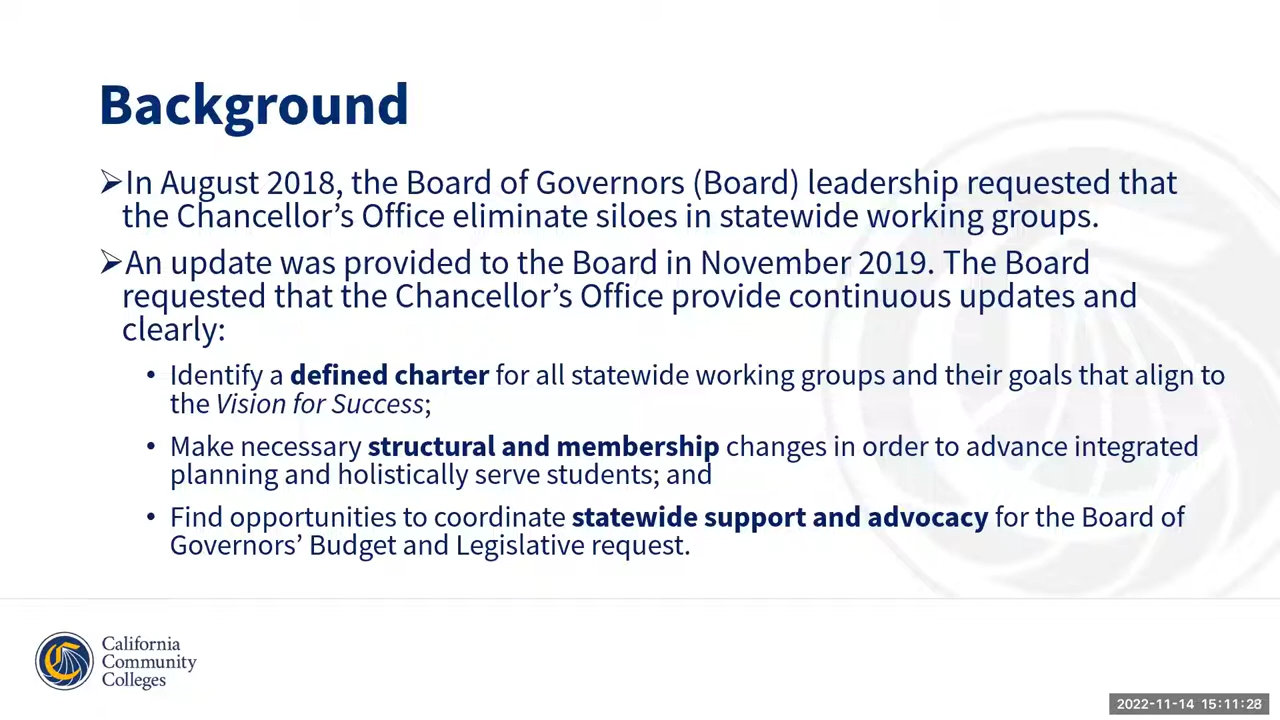 Background
➢In August 2018, the Board of Governors (Board) leadership requested that
the Chancellor’s Office eliminate siloes in statewide working groups.
➢An update was provided to the Board in November 2019. The Board
requested that the Chancellor’s Office provide continuous updates and
clearly:
• Identify a defined charter for all statewide working groups and their goals that align to
the Vision for Success;
• Make necessary structural and membership changes in order to advance integrated
planning and holistically serve students; and
• Find opportunities to coordinate statewide support and advocacy for the Board of
Governors’ Budget and Legislative request.
California
Community
Colleges
2022-11-14 15:11:28